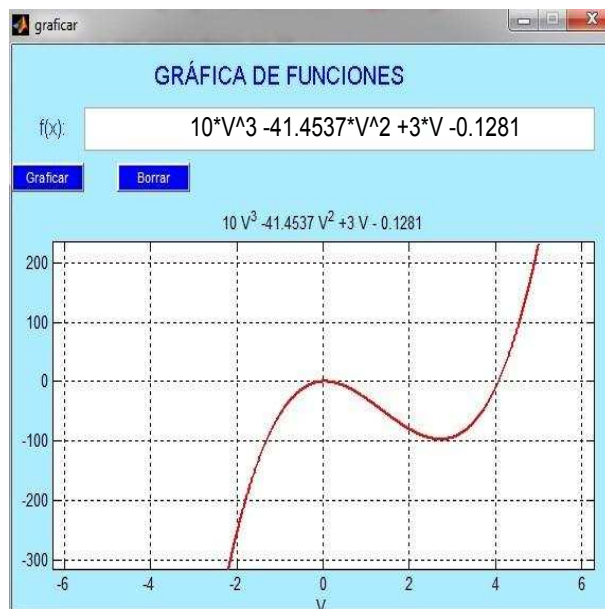 graficar
GRÁFICA DE FUNCIONES
f(x):
10*V^3 -41.4537*V^2 +3*V -0.1281
Graficar
Borrar
10 V³ -41.4537 V² +3 V - 0.1281
200
100
0
-100
-200
-300
-6
-4
-2
0
2
4
6
V